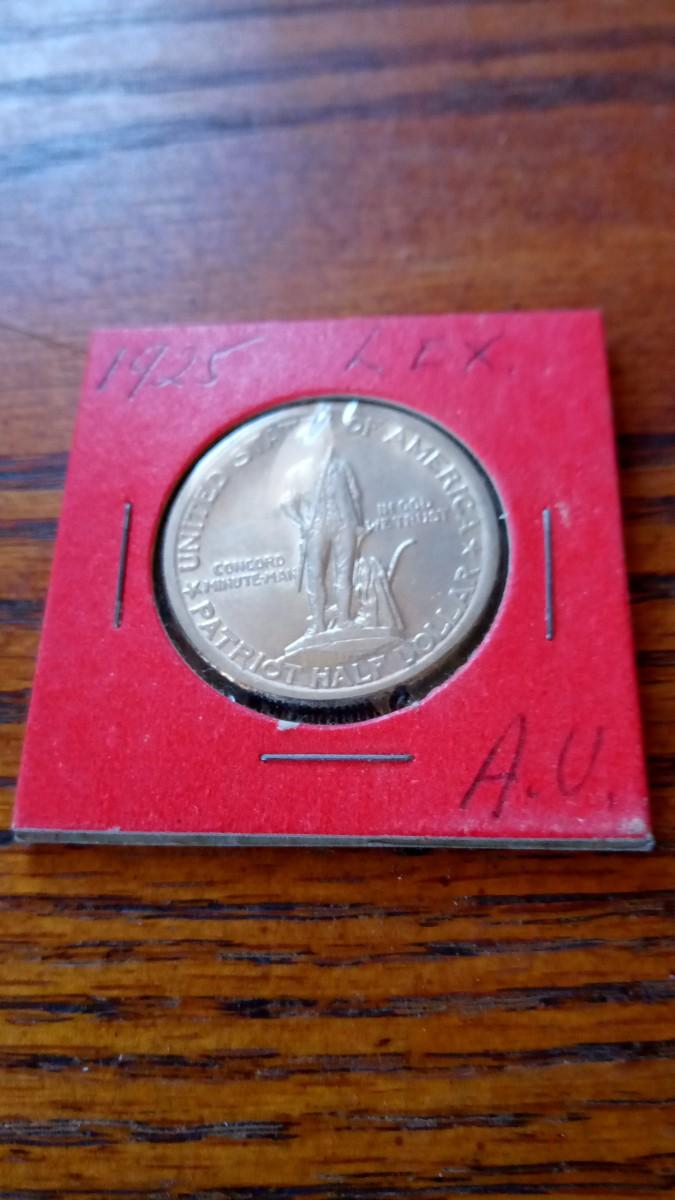 1925 LEX.
UNITED STATES OF AMERICA
IN GOD
WE TRUST
CONCORD
MINUTE-MAN
PATRIOT HALF DOLLAR
A.U.